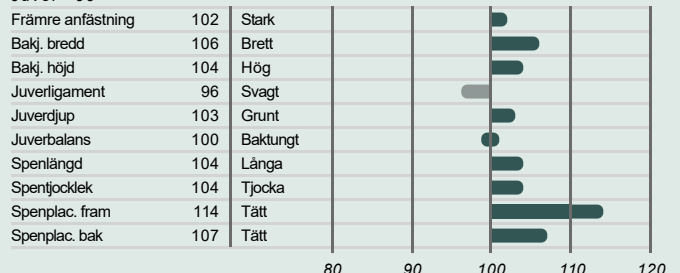 Främre anfästning 102 Stark
Bakj. bredd 106 Brett
Bakj. höjd 104 Hög
Juverligament 96 Svagt
Juverdjup 103 Grunt
Juverbalans 100 Baktungt
Spenlängd 104 Långa
Spentjocklek 104 Tjocka
Spenplac. fram 114 Tätt
Spenplac. bak 107 Tätt
80 90 100 110 120